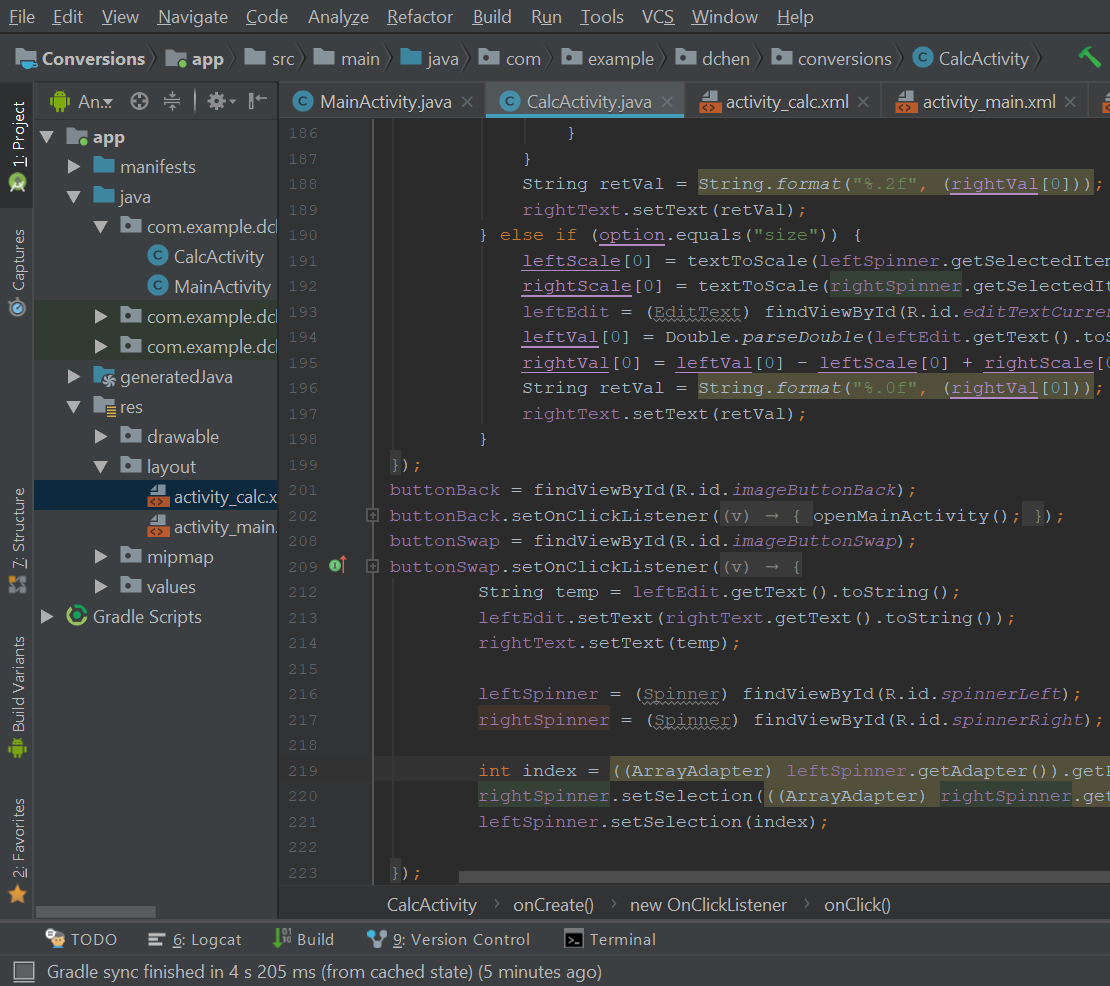 File Edit View Navigate Code Analyze Refactor Build Run Tools VCS Window Help
Conversions app src main java com example dchen conversions CalcActivity
1: Project
Captures
7: Structure
Build Variants
2: Favorites
An..
app
manifests
java
com.example.dcl
CalcActivity
MainActivity
com.example.dcl
com.example.dcl
generatedJava
res
drawable
layout
activity_calc.x
activity_main.
mipmap
values
Gradle Scripts
MainActivity.java CalcActivity.java activity_calc.xml activity_main.xml
186 }
187 }
188 String retVal = String.format("%.2f", (rightVal[0]));
189 rightText.setText(retVal);
190 } else if (option.equals("size")) {
191 leftScale[0] = textToScale(leftSpinner.getSelectedItem
192 rightScale[0] = textToScale(rightSpinner.getSelectedIt
193 leftEdit = (EditText) findViewById(R.id.editTextCurren
194 leftVal[0] = Double.parseDouble(leftEdit.getText().toS
195 rightVal[0] = leftVal[0] - leftScale[0] + rightScale[0
196 String retVal = String.format("%.0f", (rightVal[0]));
197 rightText.setText(retVal);
198 }
199 });
201 buttonBack = findViewById(R.id.imageButtonBack);
202 buttonBack.setOnClickListener((v) → { openMainActivity(); });
208 buttonSwap = findViewById(R.id.imageButtonSwap);
209 buttonSwap.setOnClickListener((v) → {
212 String temp = leftEdit.getText().toString();
213 leftEdit.setText(rightText.getText().toString());
214 rightText.setText(temp);
215
216 leftSpinner = (Spinner) findViewById(R.id.spinnerLeft);
217 rightSpinner = (Spinner) findViewById(R.id.spinnerRight);
218
219 int index = ((ArrayAdapter) leftSpinner.getAdapter()).getP
220 rightSpinner.setSelection(((ArrayAdapter) rightSpinner.get
221 leftSpinner.setSelection(index);
222
223 });
CalcActivity › onCreate() › new OnClickListener › onClick()
TODO 6: Logcat Build 9: Version Control Terminal
Gradle sync finished in 4 s 205 ms (from cached state) (5 minutes ago)